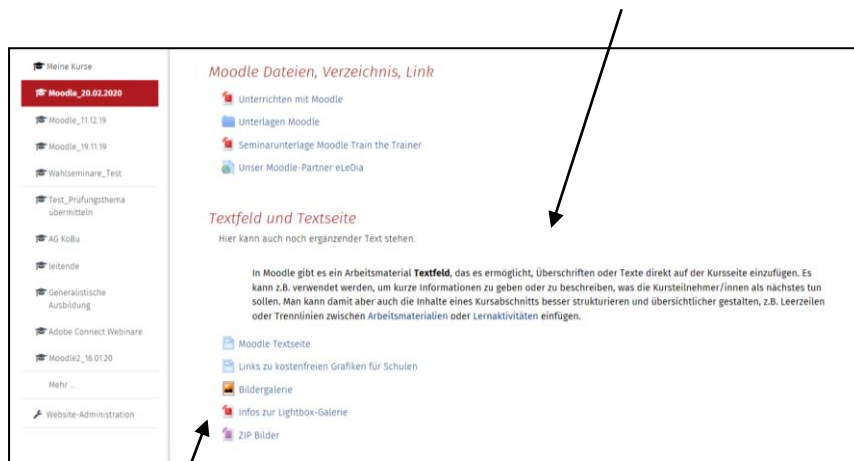 Meine Kurse
Moodle_20.02.2020
Moodle_11.12.19
Moodle_19.11.19
Wahlseminare_Test
Test_Prüfungsthema
übermitteln
AG KoBu
leitende
Generalistische
Ausbildung
Adobe Connect Webinare
Moodle2_16.01.20
Mehr ...
Website-Administration
Moodle Dateien, Verzeichnis, Link
Unterrichten mit Moodle
Unterlagen Moodle
Seminarunterlage Moodle Train the Trainer
Unser Moodle-Partner eLeDia
Textfeld und Textseite
Hier kann auch noch ergänzender Text stehen.
In Moodle gibt es ein Arbeitsmaterial Textfeld, das es ermöglicht, Überschriften oder Texte direkt auf der Kursseite einzufügen. Es
kann z.B. verwendet werden, um kurze Informationen zu geben oder zu beschreiben, was die Kursteilnehmer/innen als nächstes tun
sollen. Man kann damit aber auch die Inhalte eines Kursabschnitts besser strukturieren und übersichtlicher gestalten, z.B. Leerzeilen
oder Trennlinien zwischen Arbeitsmaterialien oder Lernaktivitäten einfügen.
Moodle Textseite
Links zu kostenfreien Grafiken für Schulen
Bildergalerie
Infos zur Lightbox-Galerie
ZIP Bilder